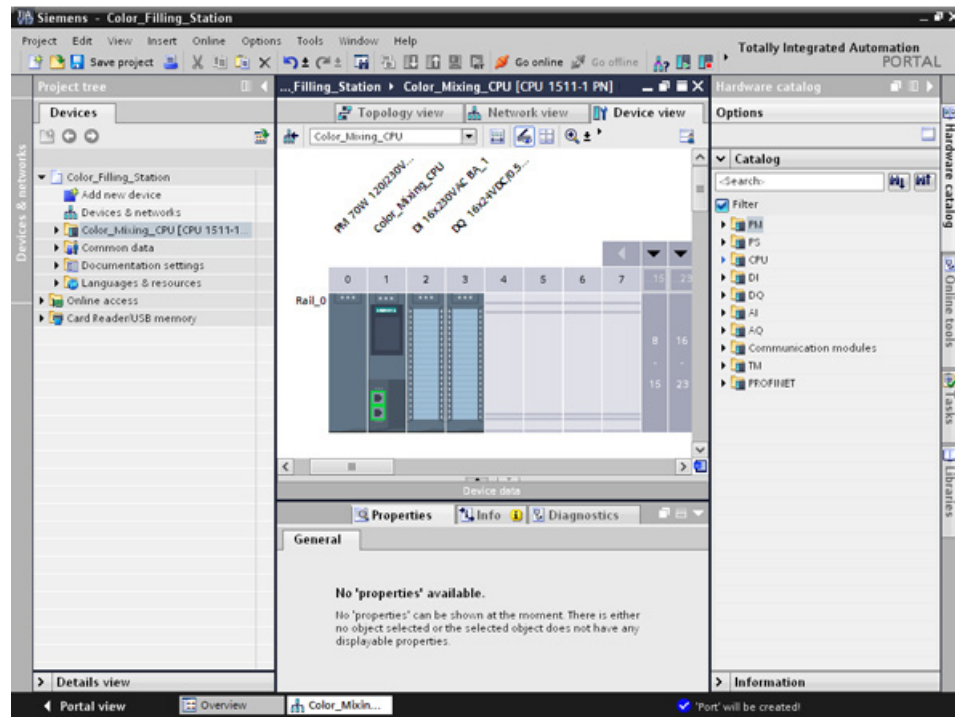 Siemens - Color_Filling_Station
Project Edit View Insert Online Options Tools Window Help
Totally Integrated Automation
PORTAL
Save project
Go online
Go offline
Project tree
...Filling_Station ▸ Color_Mixing_CPU [CPU 1511-1 PN]
Hardware catalog
Devices
Topology view
Network view
Device view
Options
Color_Mixing_CPU
Color_Filling_Station
Add new device
Devices & networks
Color_Mixing_CPU [CPU 1511-1...
Common data
Documentation settings
Languages & resources
Online access
Card Reader/USB memory
PM 70W 120/230V...
Color_Mixing_CPU
DI 16x230VAC BA_1
DQ 16x24VDC/0.5...
0 1 2 3 4 5 6 7 15 23
Rail_0
8 16
- -
15 23
Device data
Properties
Info
Diagnostics
General
No 'properties' available.
No 'properties' can be shown at the moment. There is either
no object selected or the selected object does not have any
displayable properties.
Catalog
<Search>
Filter
PM
PS
CPU
DI
DQ
AI
AQ
Communication modules
TM
PROFINET
Details view
Information
Devices & networks
Hardware catalog
Online tools
Tasks
Libraries
Portal view
Overview
Color_Mixin...
'Port' will be created!